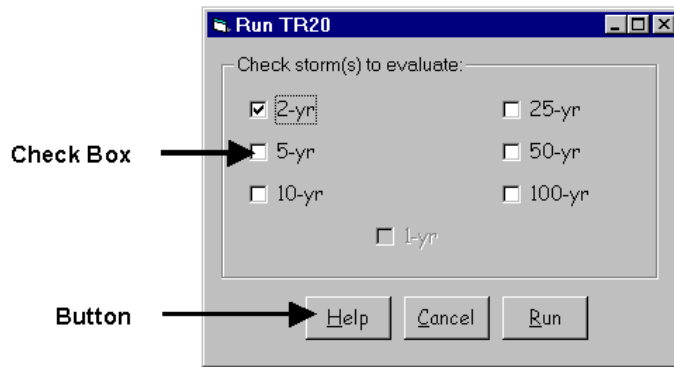 Run TR20
Check storm(s) to evaluate:
2-yr 25-yr
Check Box 5-yr 50-yr
10-yr 100-yr
1-yr
Button Help Cancel Run